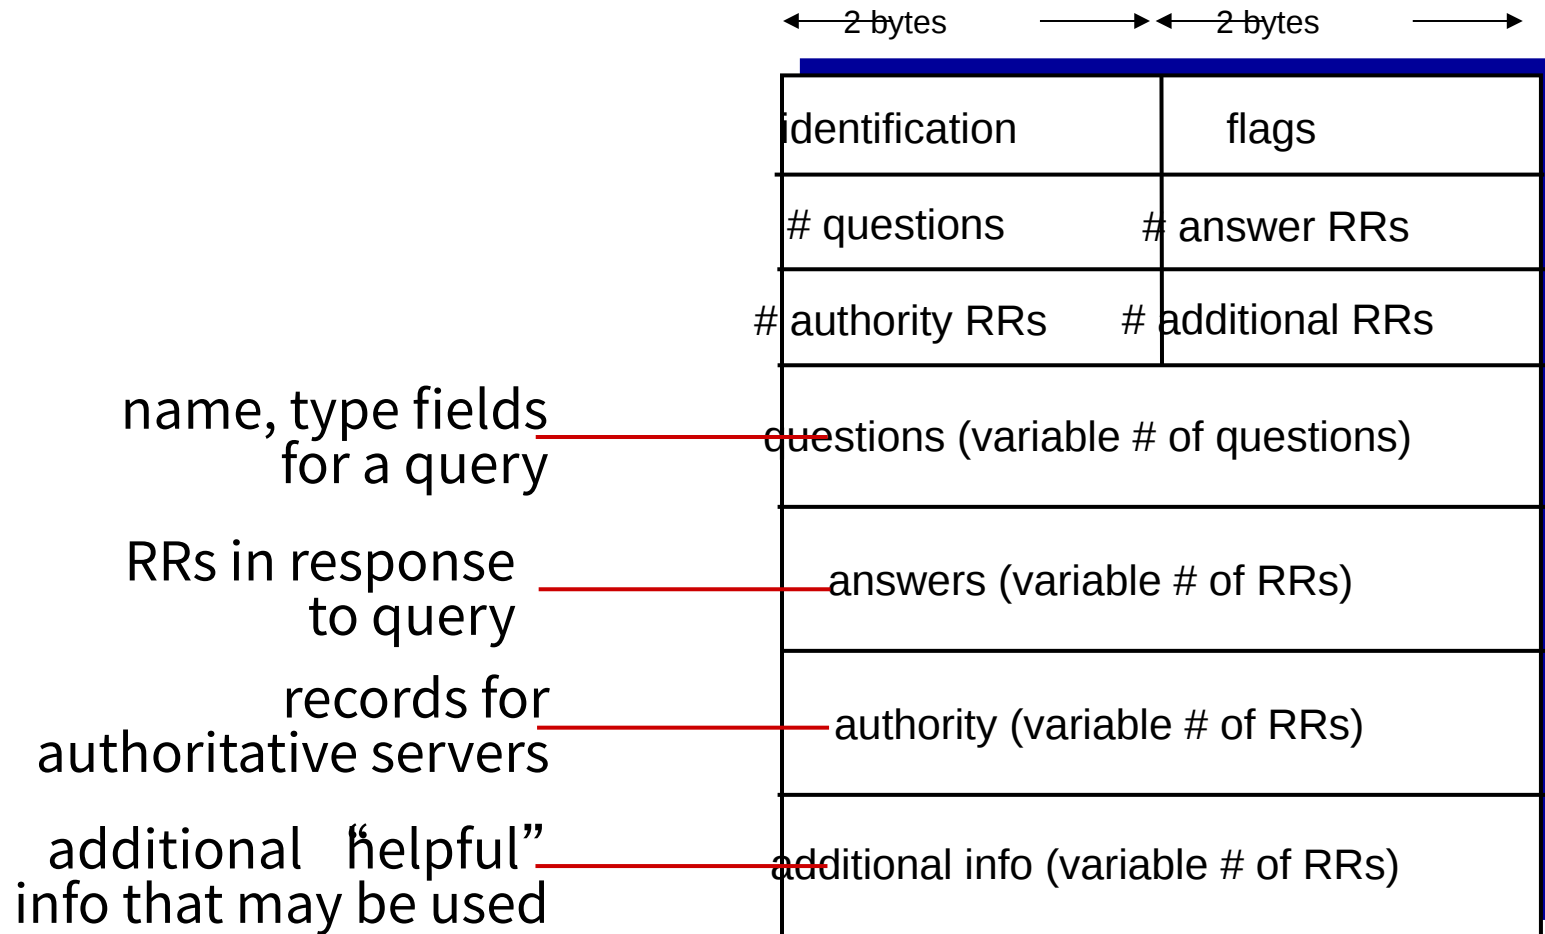 2 bytes 2 bytes
identification flags
# questions # answer RRs
# authority RRs # additional RRs
name, type fields
for a query
questions (variable # of questions)
RRs in response
to query
answers (variable # of RRs)
records for
authoritative servers
authority (variable # of RRs)
additional “helpful”
info that may be used
additional info (variable # of RRs)